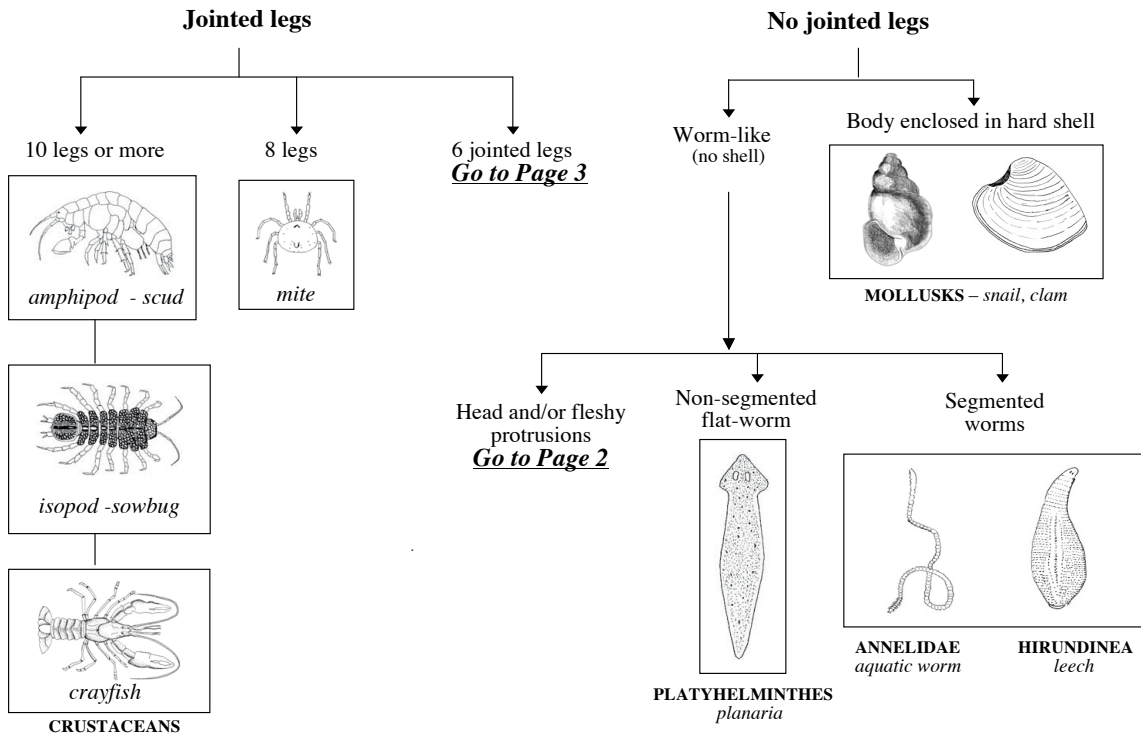 Jointed legs
10 legs or more
amphipod - scud
isopod -sowbug
crayfish
CRUSTACEANS
8 legs
mite
6 jointed legs
Go to Page 3
No jointed legs
Worm-like
(no shell)
Body enclosed in hard shell
MOLLUSKS – snail, clam
Head and/or fleshy
protrusions
Go to Page 2
Non-segmented
flat-worm
PLATYHELMINTHES
planaria
Segmented
worms
ANNELIDAE
aquatic worm
HIRUNDINEA
leech